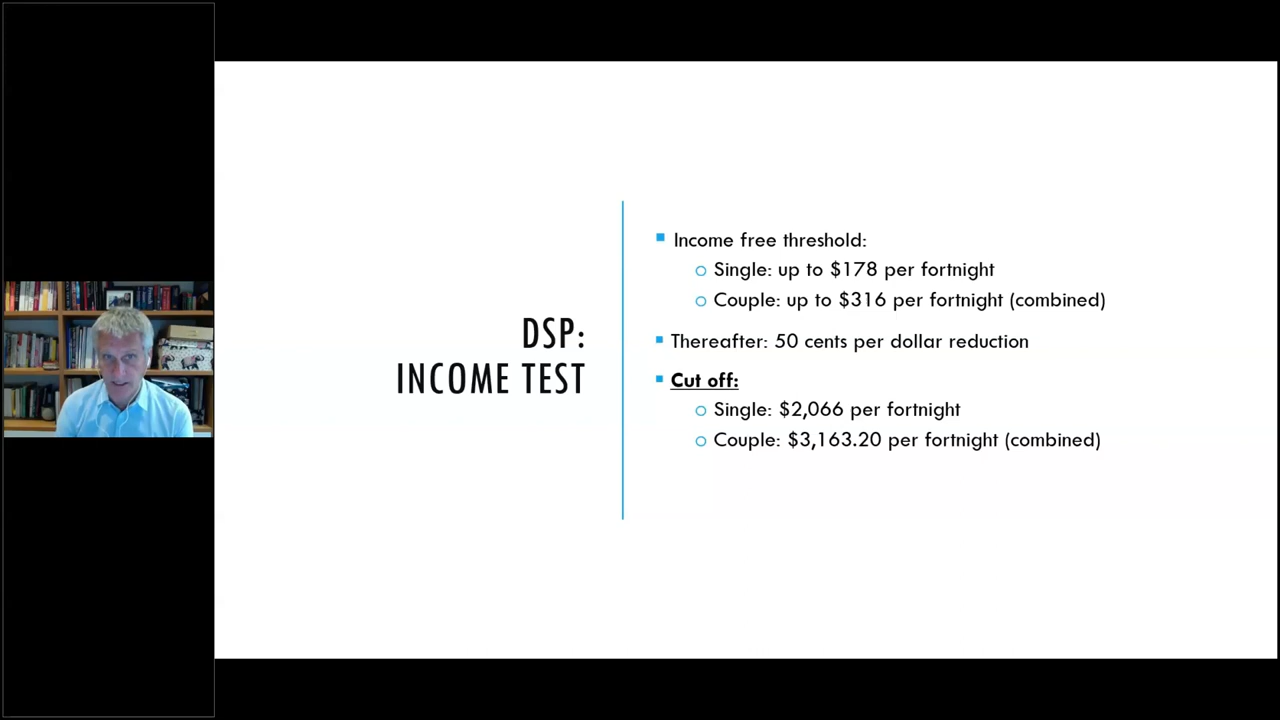 DSP:
INCOME TEST
Income free threshold:
Single: up to $178 per fortnight
Couple: up to $316 per fortnight (combined)
Thereafter: 50 cents per dollar reduction
Cut off:
Single: $2,066 per fortnight
Couple: $3,163.20 per fortnight (combined)